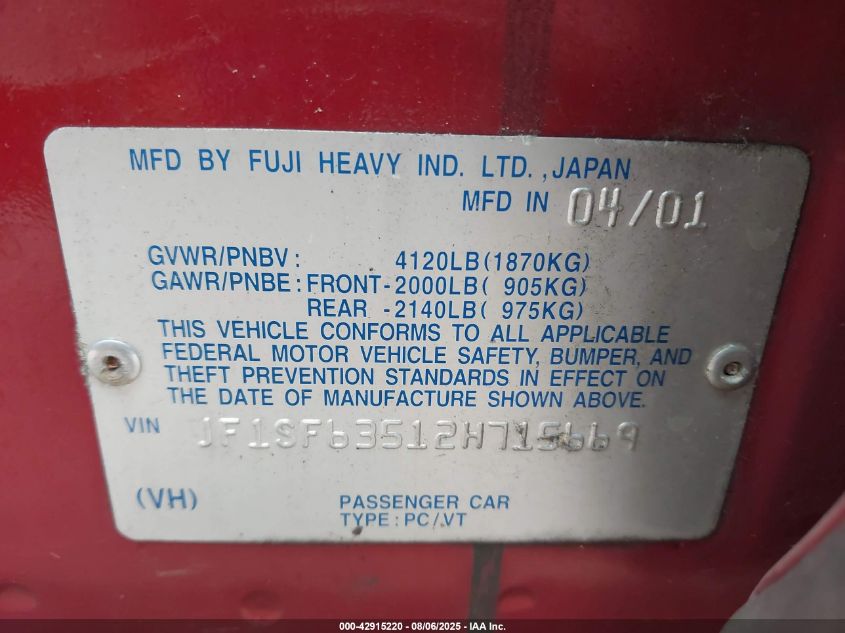 MFD BY FUJI HEAVY IND. LTD., JAPAN
MFD IN 04/01
GVWR/PNBV: 4120LB(1870KG)
GAWR/PNBE: FRONT-2000LB( 905KG)
REAR -2140LB( 975KG)
THIS VEHICLE CONFORMS TO ALL APPLICABLE
FEDERAL MOTOR VEHICLE SAFETY, BUMPER, AND
THEFT PREVENTION STANDARDS IN EFFECT ON
THE DATE OF MANUFACTURE SHOWN ABOVE.
VIN JF1SF63512H715669
(VH) PASSENGER CAR
TYPE: PC/VT
000-42915220 - 08/06/2025 - IAA Inc.